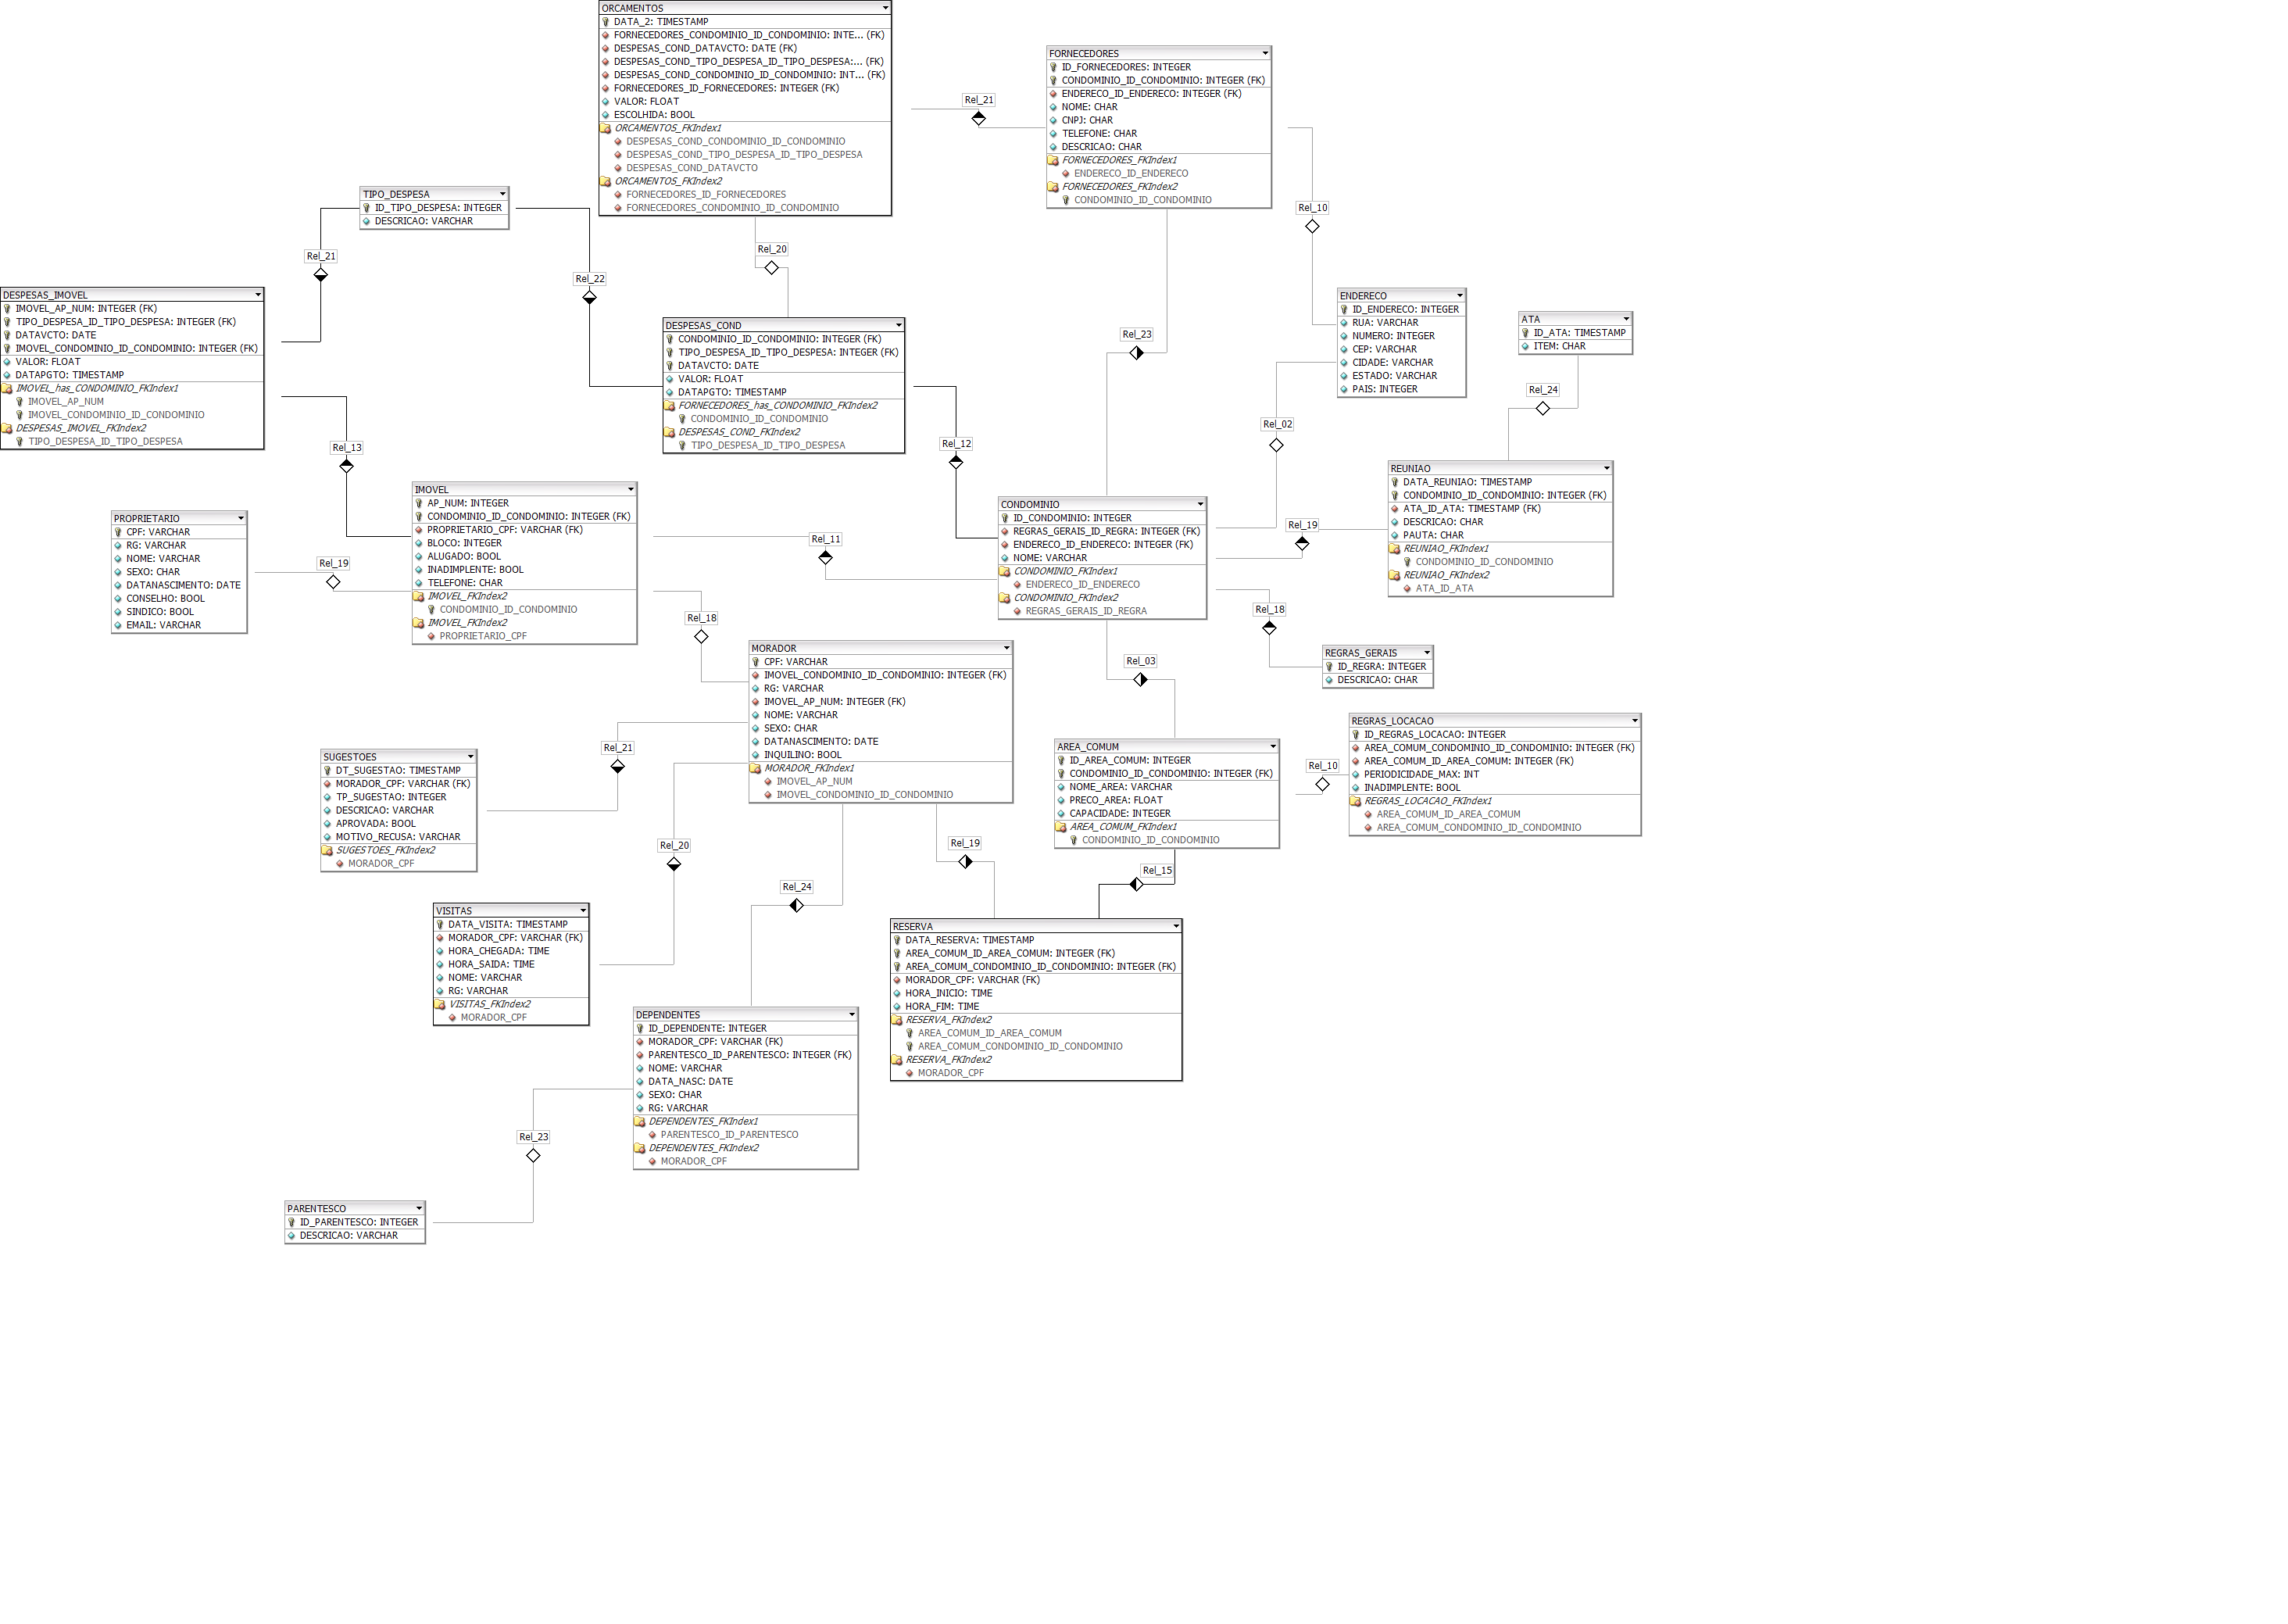 ORCAMENTOS
DATA_2: TIMESTAMP
FORNECEDORES_CONDOMINIO_ID_CONDOMINIO: INTE... (FK)
DESPESAS_COND_DATAVCTO: DATE (FK)
DESPESAS_COND_TIPO_DESPESA_ID_TIPO_DESPESA:... (FK)
DESPESAS_COND_CONDOMINIO_ID_CONDOMINIO: INT... (FK)
FORNECEDORES_ID_FORNECEDORES: INTEGER (FK)
VALOR: FLOAT
ESCOLHIDA: BOOL
ORCAMENTOS_FKIndex1
DESPESAS_COND_CONDOMINIO_ID_CONDOMINIO
DESPESAS_COND_TIPO_DESPESA_ID_TIPO_DESPESA
DESPESAS_COND_DATAVCTO
ORCAMENTOS_FKIndex2
FORNECEDORES_ID_FORNECEDORES
FORNECEDORES_CONDOMINIO_ID_CONDOMINIO
Rel_21
FORNECEDORES
ID_FORNECEDORES: INTEGER
CONDOMINIO_ID_CONDOMINIO: INTEGER (FK)
ENDERECO_ID_ENDERECO: INTEGER (FK)
NOME: CHAR
CNPJ: CHAR
TELEFONE: CHAR
DESCRICAO: CHAR
FORNECEDORES_FKIndex1
ENDERECO_ID_ENDERECO
FORNECEDORES_FKIndex2
CONDOMINIO_ID_CONDOMINIO
TIPO_DESPESA
ID_TIPO_DESPESA: INTEGER
DESCRICAO: VARCHAR
Rel_10
Rel_21
Rel_20
Rel_22
DESPESAS_IMOVEL
IMOVEL_AP_NUM: INTEGER (FK)
TIPO_DESPESA_ID_TIPO_DESPESA: INTEGER (FK)
DATAVCTO: DATE
IMOVEL_CONDOMINIO_ID_CONDOMINIO: INTEGER (FK)
VALOR: FLOAT
DATAPGTO: TIMESTAMP
IMOVEL_has_CONDOMINIO_FKIndex1
IMOVEL_AP_NUM
IMOVEL_CONDOMINIO_ID_CONDOMINIO
DESPESAS_IMOVEL_FKIndex2
TIPO_DESPESA_ID_TIPO_DESPESA
DESPESAS_COND
CONDOMINIO_ID_CONDOMINIO: INTEGER (FK)
TIPO_DESPESA_ID_TIPO_DESPESA: INTEGER (FK)
DATAVCTO: DATE
VALOR: FLOAT
DATAPGTO: TIMESTAMP
FORNECEDORES_has_CONDOMINIO_FKIndex2
CONDOMINIO_ID_CONDOMINIO
DESPESAS_COND_FKIndex2
TIPO_DESPESA_ID_TIPO_DESPESA
Rel_23
ENDERECO
ID_ENDERECO: INTEGER
RUA: VARCHAR
NUMERO: INTEGER
CEP: VARCHAR
CIDADE: VARCHAR
ESTADO: VARCHAR
PAIS: INTEGER
ATA
ID_ATA: TIMESTAMP
ITEM: CHAR
Rel_24
Rel_02
Rel_13
Rel_12
REUNIAO
DATA_REUNIAO: TIMESTAMP
CONDOMINIO_ID_CONDOMINIO: INTEGER (FK)
ATA_ID_ATA: TIMESTAMP (FK)
DESCRICAO: CHAR
PAUTA: CHAR
REUNIAO_FKIndex1
CONDOMINIO_ID_CONDOMINIO
REUNIAO_FKIndex2
ATA_ID_ATA
PROPRIETARIO
CPF: VARCHAR
RG: VARCHAR
NOME: VARCHAR
SEXO: CHAR
DATANASCIMENTO: DATE
CONSELHO: BOOL
SINDICO: BOOL
EMAIL: VARCHAR
Rel_19
IMOVEL
AP_NUM: INTEGER
CONDOMINIO_ID_CONDOMINIO: INTEGER (FK)
PROPRIETARIO_CPF: VARCHAR (FK)
BLOCO: INTEGER
ALUGADO: BOOL
INADIMPLENTE: BOOL
TELEFONE: CHAR
IMOVEL_FKIndex2
CONDOMINIO_ID_CONDOMINIO
IMOVEL_FKIndex2
PROPRIETARIO_CPF
Rel_11
CONDOMINIO
ID_CONDOMINIO: INTEGER
REGRAS_GERAIS_ID_REGRA: INTEGER (FK)
ENDERECO_ID_ENDERECO: INTEGER (FK)
NOME: VARCHAR
CONDOMINIO_FKIndex1
ENDERECO_ID_ENDERECO
CONDOMINIO_FKIndex2
REGRAS_GERAIS_ID_REGRA
Rel_19
Rel_18
Rel_18
Rel_03
REGRAS_GERAIS
ID_REGRA: INTEGER
DESCRICAO: CHAR
MORADOR
CPF: VARCHAR
IMOVEL_CONDOMINIO_ID_CONDOMINIO: INTEGER (FK)
RG: VARCHAR
IMOVEL_AP_NUM: INTEGER (FK)
NOME: VARCHAR
SEXO: CHAR
DATANASCIMENTO: DATE
INQUILINO: BOOL
MORADOR_FKIndex1
IMOVEL_AP_NUM
IMOVEL_CONDOMINIO_ID_CONDOMINIO
REGRAS_LOCACAO
ID_REGRAS_LOCACAO: INTEGER
AREA_COMUM_CONDOMINIO_ID_CONDOMINIO: INTEGER (FK)
AREA_COMUM_ID_AREA_COMUM: INTEGER (FK)
PERIODICIDADE_MAX: INT
INADIMPLENTE: BOOL
REGRAS_LOCACAO_FKIndex1
AREA_COMUM_ID_AREA_COMUM
AREA_COMUM_CONDOMINIO_ID_CONDOMINIO
AREA_COMUM
ID_AREA_COMUM: INTEGER
CONDOMINIO_ID_CONDOMINIO: INTEGER (FK)
NOME_AREA: VARCHAR
PRECO_AREA: FLOAT
CAPACIDADE: INTEGER
AREA_COMUM_FKIndex1
CONDOMINIO_ID_CONDOMINIO
Rel_10
SUGESTOES
DT_SUGESTAO: TIMESTAMP
MORADOR_CPF: VARCHAR (FK)
TP_SUGESTAO: INTEGER
DESCRICAO: VARCHAR
APROVADA: BOOL
MOTIVO_RECUSA: VARCHAR
SUGESTOES_FKIndex2
MORADOR_CPF
Rel_21
Rel_20
Rel_19
Rel_15
Rel_24
VISITAS
DATA_VISITA: TIMESTAMP
MORADOR_CPF: VARCHAR (FK)
HORA_CHEGADA: TIME
HORA_SAIDA: TIME
NOME: VARCHAR
RG: VARCHAR
VISITAS_FKIndex2
MORADOR_CPF
RESERVA
DATA_RESERVA: TIMESTAMP
AREA_COMUM_ID_AREA_COMUM: INTEGER (FK)
AREA_COMUM_CONDOMINIO_ID_CONDOMINIO: INTEGER (FK)
MORADOR_CPF: VARCHAR (FK)
HORA_INICIO: TIME
HORA_FIM: TIME
RESERVA_FKIndex2
AREA_COMUM_ID_AREA_COMUM
AREA_COMUM_CONDOMINIO_ID_CONDOMINIO
RESERVA_FKIndex2
MORADOR_CPF
DEPENDENTES
ID_DEPENDENTE: INTEGER
MORADOR_CPF: VARCHAR (FK)
PARENTESCO_ID_PARENTESCO: INTEGER (FK)
NOME: VARCHAR
DATA_NASC: DATE
SEXO: CHAR
RG: VARCHAR
DEPENDENTES_FKIndex1
PARENTESCO_ID_PARENTESCO
DEPENDENTES_FKIndex2
MORADOR_CPF
Rel_23
PARENTESCO
ID_PARENTESCO: INTEGER
DESCRICAO: VARCHAR